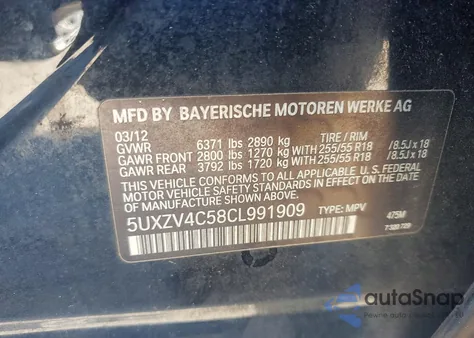 MFD BY BAYERISCHE MOTOREN WERKE AG
03/12 TIRE / RIM
GVWR 6371 lbs 2890 kg
GAWR FRONT 2800 lbs 1270 kg WITH 255/55 R18 / 8.5J x 18
GAWR REAR 3792 lbs 1720 kg WITH 255/55 R18 / 8.5J x 18
THIS VEHICLE CONFORMS TO ALL APPLICABLE U. S. FEDERAL
MOTOR VEHICLE SAFETY STANDARDS IN EFFECT ON THE DATE
OF MANUFACTURE SHOWN ABOVE.
5UXZV4C58CL991909 TYPE: MPV 475M
7320709
autoSnap